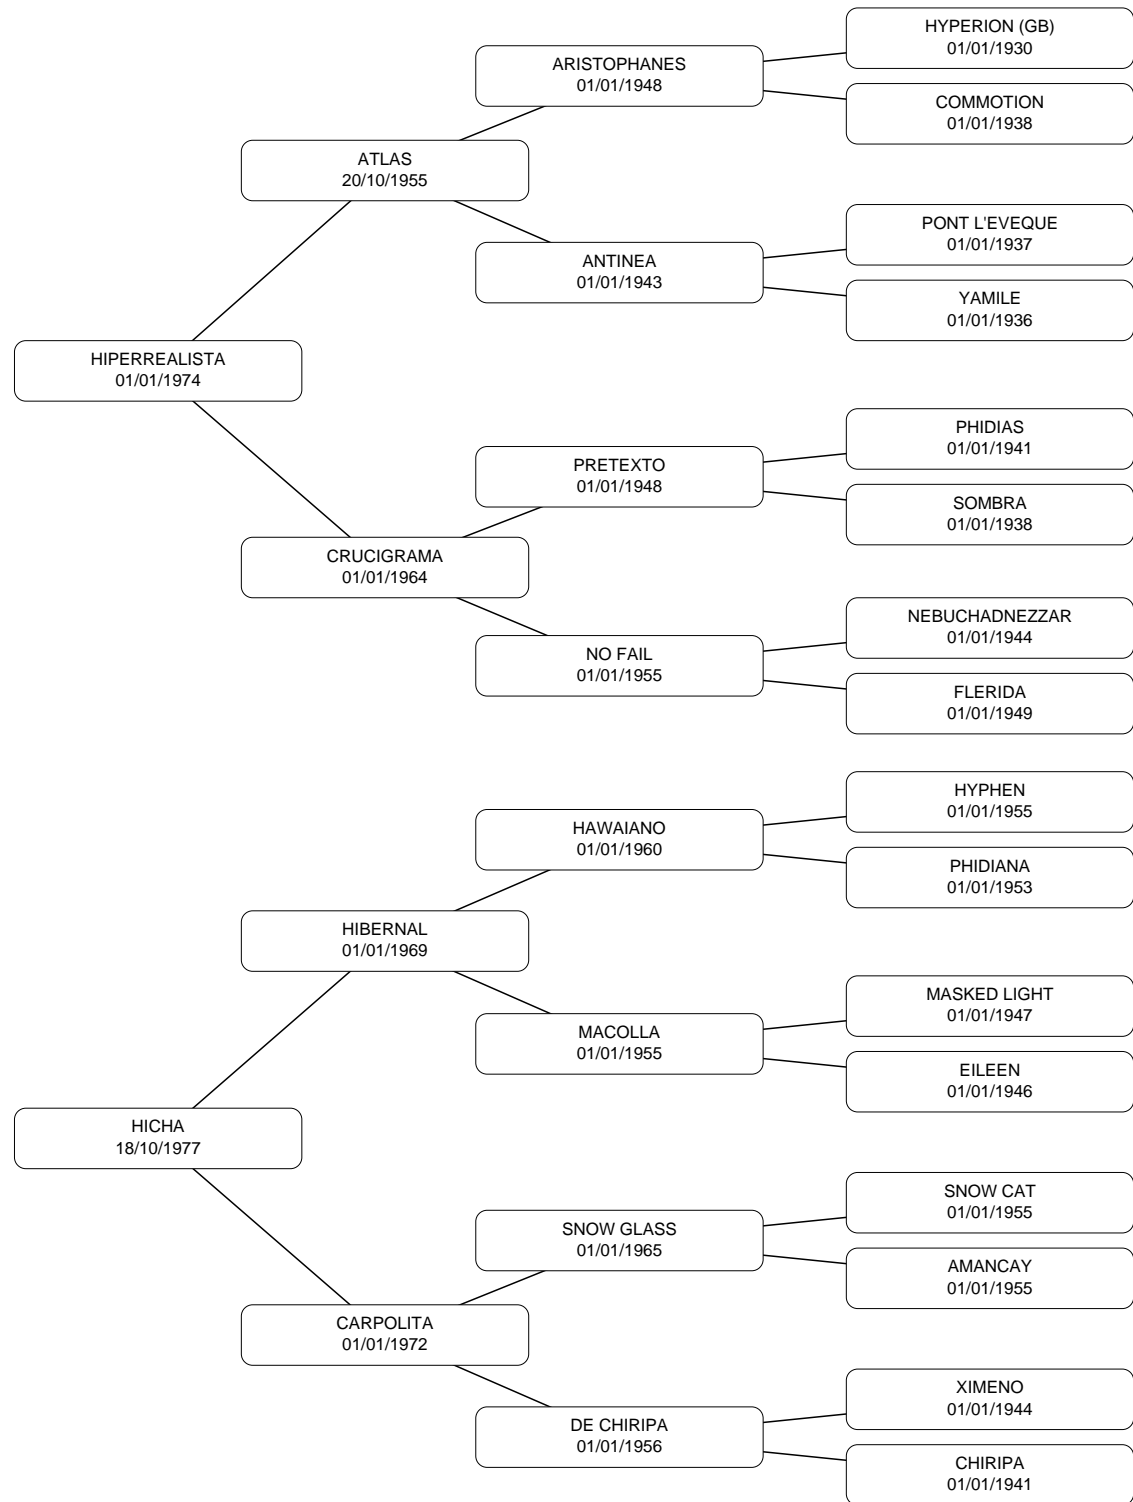 HYPERION (GB)
01/01/1930
ARISTOPHANES
01/01/1948
COMMOTION
01/01/1938
ATLAS
20/10/1955
PONT L'EVEQUE
01/01/1937
ANTINEA
01/01/1943
YAMILE
01/01/1936
HIPERREALISTA
01/01/1974
PHIDIAS
01/01/1941
PRETEXTO
01/01/1948
SOMBRA
01/01/1938
CRUCIGRAMA
01/01/1964
NEBUCHADNEZZAR
01/01/1944
NO FAIL
01/01/1955
FLERIDA
01/01/1949
HYPHEN
01/01/1955
HAWAIANO
01/01/1960
PHIDIANA
01/01/1953
HIBERNAL
01/01/1969
MASKED LIGHT
01/01/1947
MACOLLA
01/01/1955
EILEEN
01/01/1946
HICHA
18/10/1977
SNOW CAT
01/01/1955
SNOW GLASS
01/01/1965
AMANCAY
01/01/1955
CARPOLITA
01/01/1972
XIMENO
01/01/1944
DE CHIRIPA
01/01/1956
CHIRIPA
01/01/1941